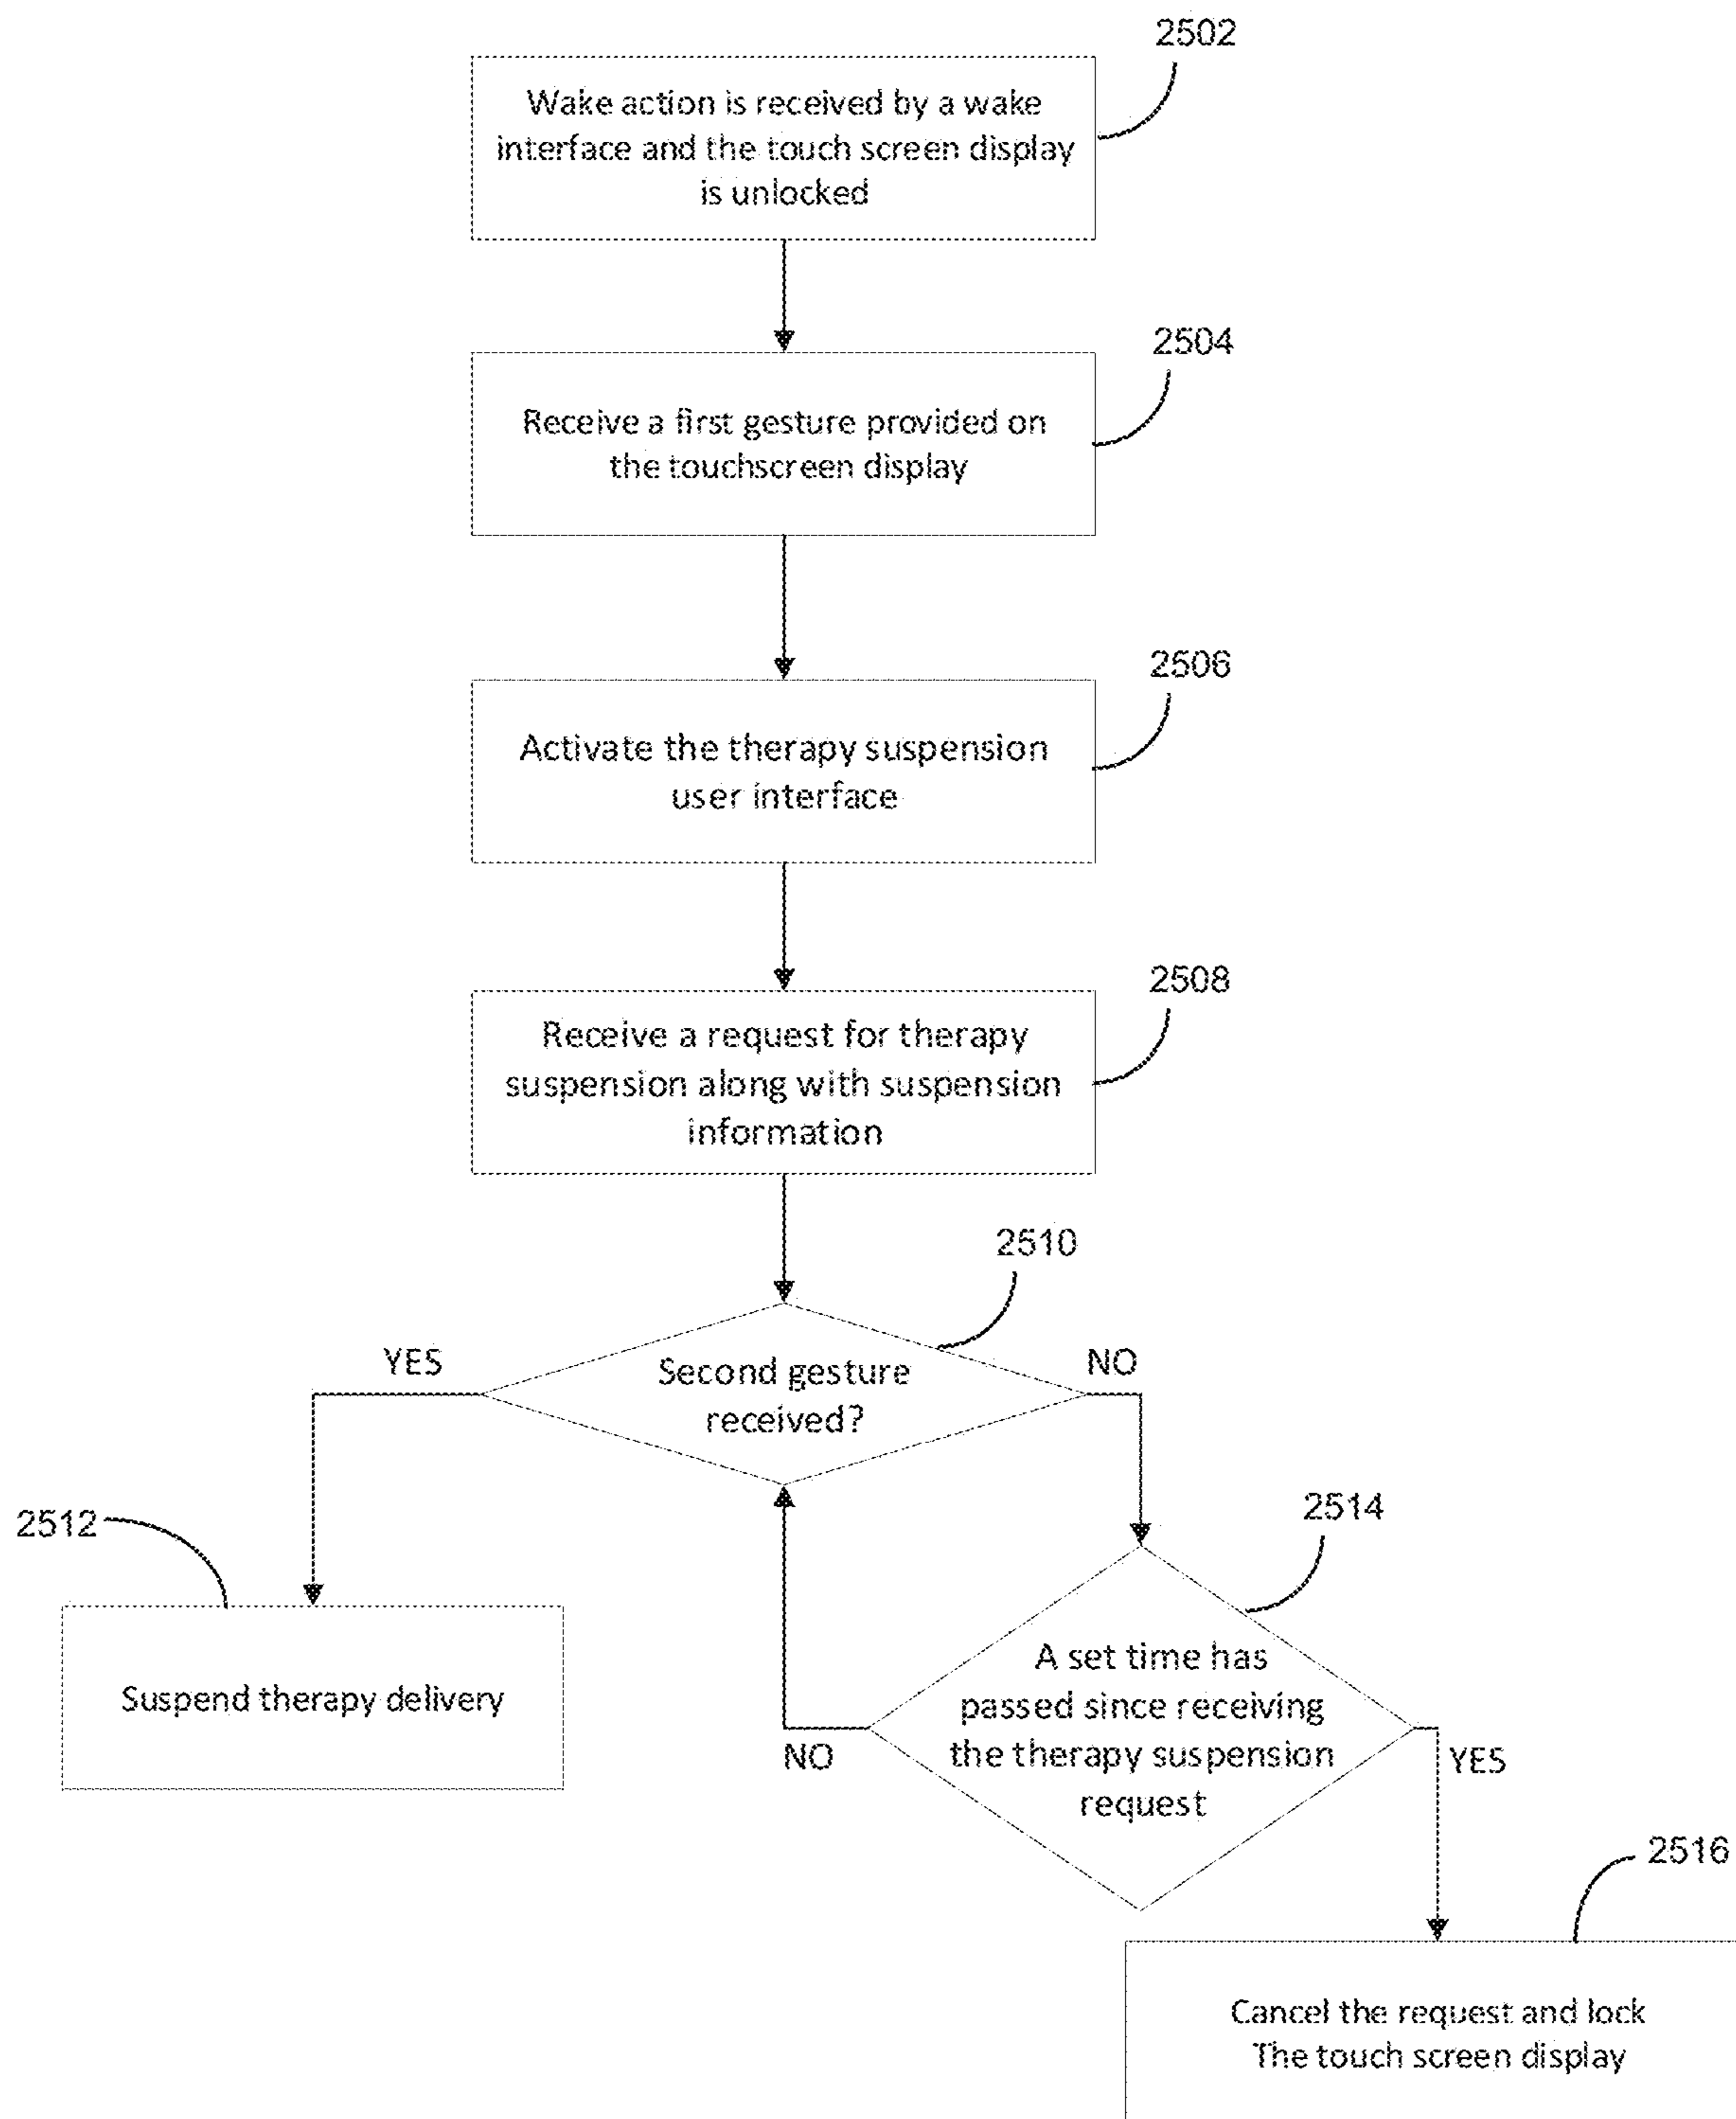 2502
Wake action is received by a wake
interface and the touch screen display
is unlocked
2504
Receive a first gesture provided on
the touchscreen display
2506
Activate the therapy suspension
user interface
2508
Receive a request for therapy
suspension along with suspension
information
2510
YES
Second gesture
received?
NO
2512
Suspend therapy delivery
2514
A set time has
passed since receiving
the therapy suspension
request
NO
YES
2516
Cancel the request and lock
The touch screen display